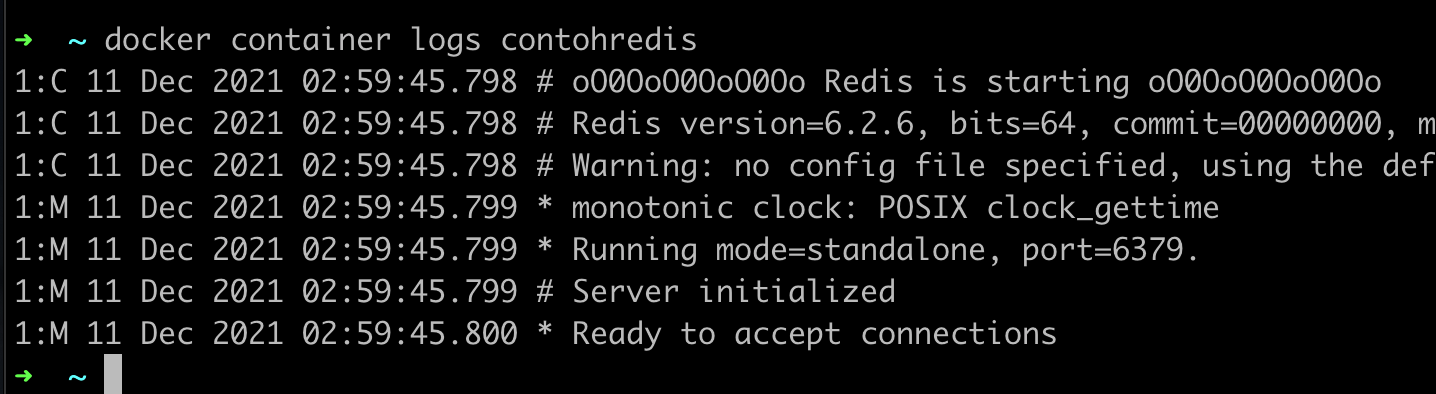 ➜ ~ docker container logs contohredis
1:C 11 Dec 2021 02:59:45.798 # oO0OoO0OoO0Oo Redis is starting oO0OoO0OoO0Oo
1:C 11 Dec 2021 02:59:45.798 # Redis version=6.2.6, bits=64, commit=00000000, m
1:C 11 Dec 2021 02:59:45.798 # Warning: no config file specified, using the def
1:M 11 Dec 2021 02:59:45.799 * monotonic clock: POSIX clock_gettime
1:M 11 Dec 2021 02:59:45.799 * Running mode=standalone, port=6379.
1:M 11 Dec 2021 02:59:45.799 # Server initialized
1:M 11 Dec 2021 02:59:45.800 * Ready to accept connections
➜ ~